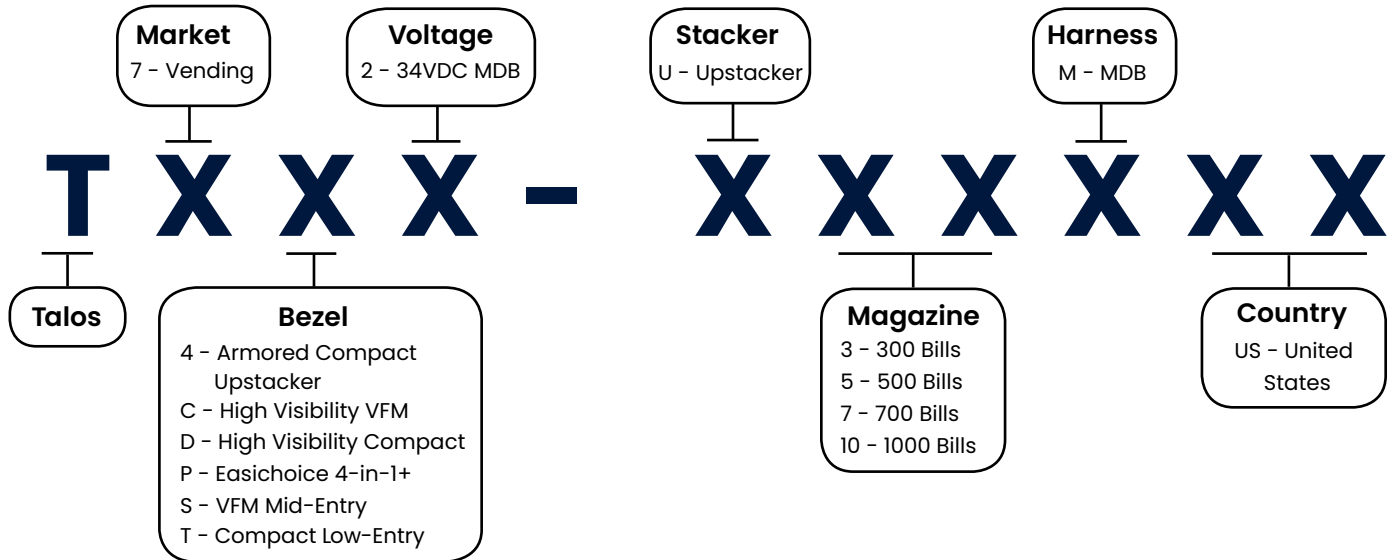 Market
7 - Vending
Voltage
2 - 34VDC MDB
Stacker
U - Upstacker
Harness
M - MDB
T X X X - X X X X X X
Talos
Bezel
4 - Armored Compact
Upstacker
C - High Visibility VFM
D - High Visibility Compact
P - Easichoice 4-in-1+
S - VFM Mid-Entry
T - Compact Low-Entry
Magazine
3 - 300 Bills
5 - 500 Bills
7 - 700 Bills
10 - 1000 Bills
Country
US - United
States